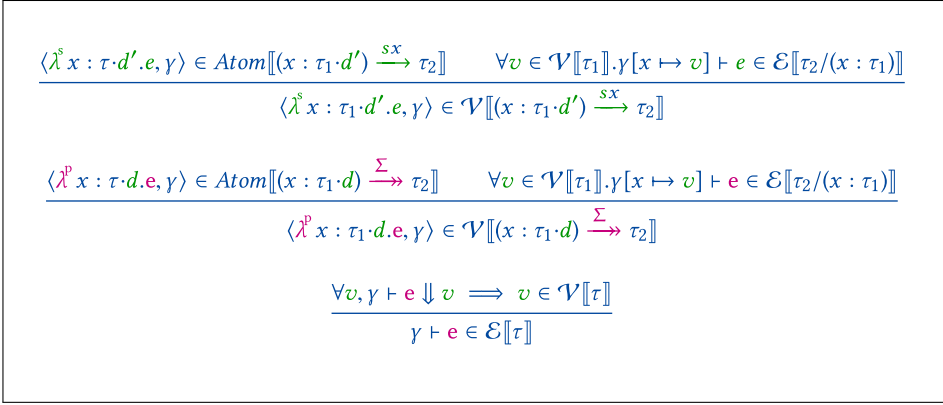 ⟨λˢ x : τ·d′.e, γ⟩ ∈ Atom⟦(x : τ₁·d′) —sx→ τ₂⟧ ∀v ∈ 𝒱⟦τ₁⟧.γ[x ↦ v] ⊢ e ∈ ℰ⟦τ₂/(x : τ₁)⟧
⟨λˢ x : τ₁·d′.e, γ⟩ ∈ 𝒱⟦(x : τ₁·d′) —sx→ τ₂⟧
⟨λᵖ x : τ·d.e, γ⟩ ∈ Atom⟦(x : τ₁·d) —Σ↠ τ₂⟧ ∀v ∈ 𝒱⟦τ₁⟧.γ[x ↦ v] ⊢ e ∈ ℰ⟦τ₂/(x : τ₁)⟧
⟨λᵖ x : τ₁·d.e, γ⟩ ∈ 𝒱⟦(x : τ₁·d) —Σ↠ τ₂⟧
∀v, γ ⊢ e ⇓ v ⟹ v ∈ 𝒱⟦τ⟧
γ ⊢ e ∈ ℰ⟦τ⟧